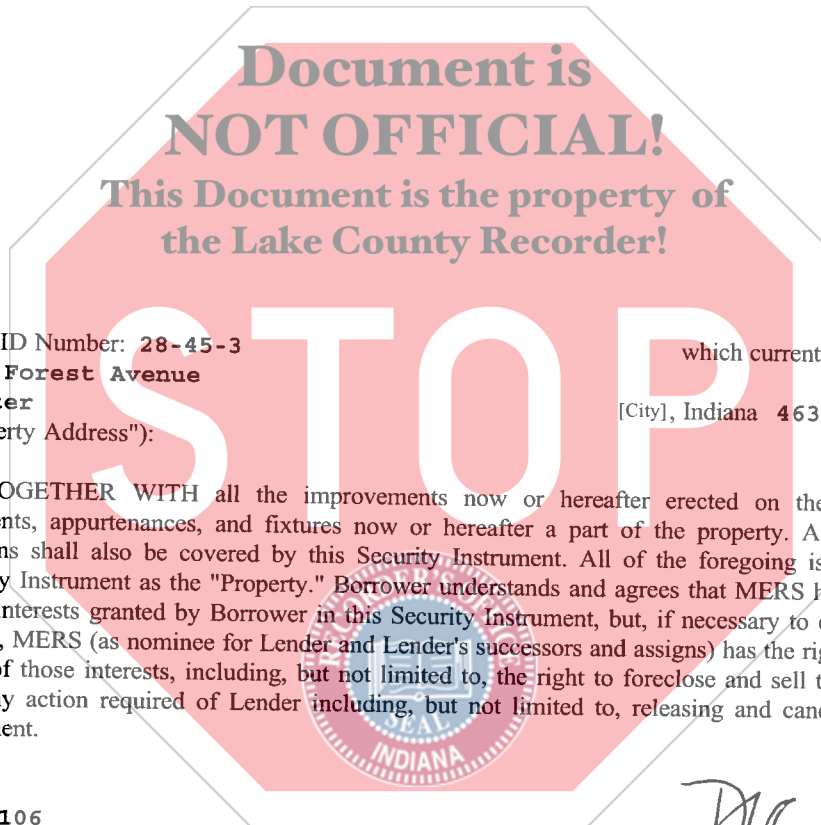 Document is
NOT OFFICIAL!
This Document is the property of
the Lake County Recorder!
STOP
ID Number: 28-45-3
which current
Forest Avenue
er
[City], Indiana 463
erty Address"):
OGETHER WITH all the improvements now or hereafter erected on the
nts, appurtenances, and fixtures now or hereafter a part of the property. A
ns shall also be covered by this Security Instrument. All of the foregoing is
y Instrument as the "Property." Borrower understands and agrees that MERS h
interests granted by Borrower in this Security Instrument, but, if necessary to
, MERS (as nominee for Lender and Lender's successors and assigns) has the rig
of those interests, including, but not limited to, the right to foreclose and sell t
y action required of Lender including, but not limited to, releasing and canc
ent.
RECORDER'S OFFICE
SEAL
INDIANA
106